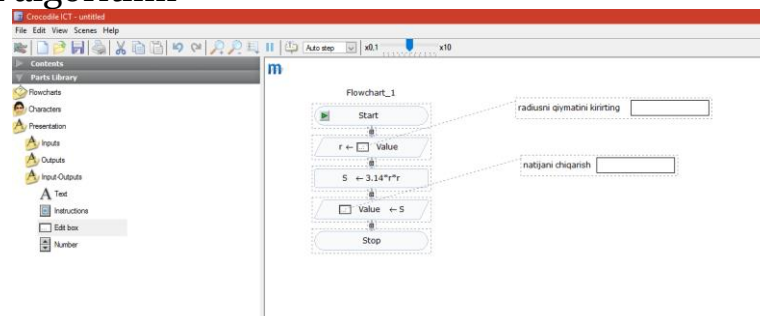 Crocodile ICT - untitled
File Edit View Scenes Help
Auto step x0.1 x10
Contents
Parts Library
Flowcharts
Characters
Presentation
Inputs
Outputs
Input-Outputs
Text
Instructions
Edit box
Number
m
Flowchart_1
Start
r ← Value
S ← 3.14*r*r
Value ← S
Stop
radiusni qiymatini kirirting
natijani chiqarish